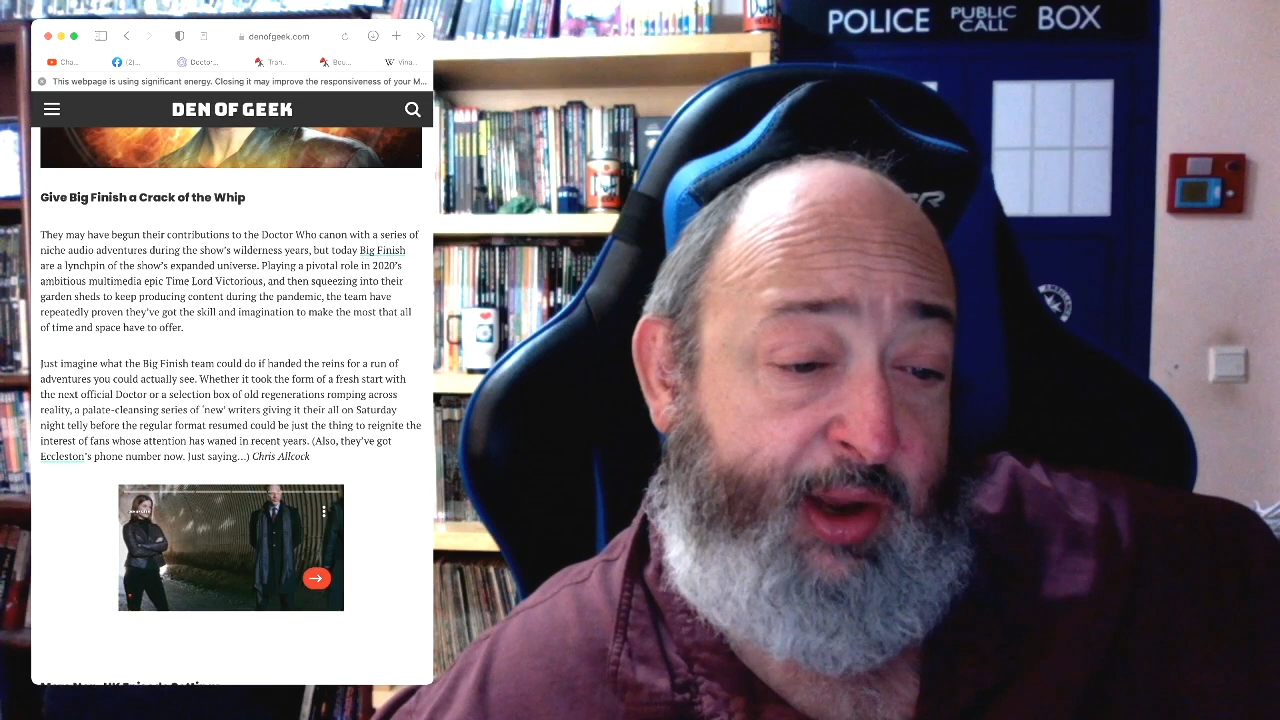 POLICE PUBLIC CALL BOX
denofgeek.com
Cha... (2)... Doctor... Tran... Bou... Vinu...
This webpage is using significant energy. Closing it may improve the responsiveness of your M...
DEN OF GEEK
Give Big Finish a Crack of the Whip
They may have begun their contributions to the Doctor Who canon with a series of
niche audio adventures during the show's wilderness years, but today Big Finish
are a lynchpin of the show's expanded universe. Playing a pivotal role in 2020's
ambitious multimedia epic Time Lord Victorious, and then squeezing into their
garden sheds to keep producing content during the pandemic, the team have
repeatedly proven they've got the skill and imagination to make the most that all
of time and space have to offer.
Just imagine what the Big Finish team could do if handed the reins for a run of
adventures you could actually see. Whether it took the form of a fresh start with
the next official Doctor or a selection box of old regenerations romping across
reality, a palate-cleansing series of 'new' writers giving it their all on Saturday
night telly before the regular format resumed could be just the thing to reignite the
interest of fans whose attention has waned in recent years. (Also, they've got
Eccleston's phone number now. Just saying…) Chris Allcock